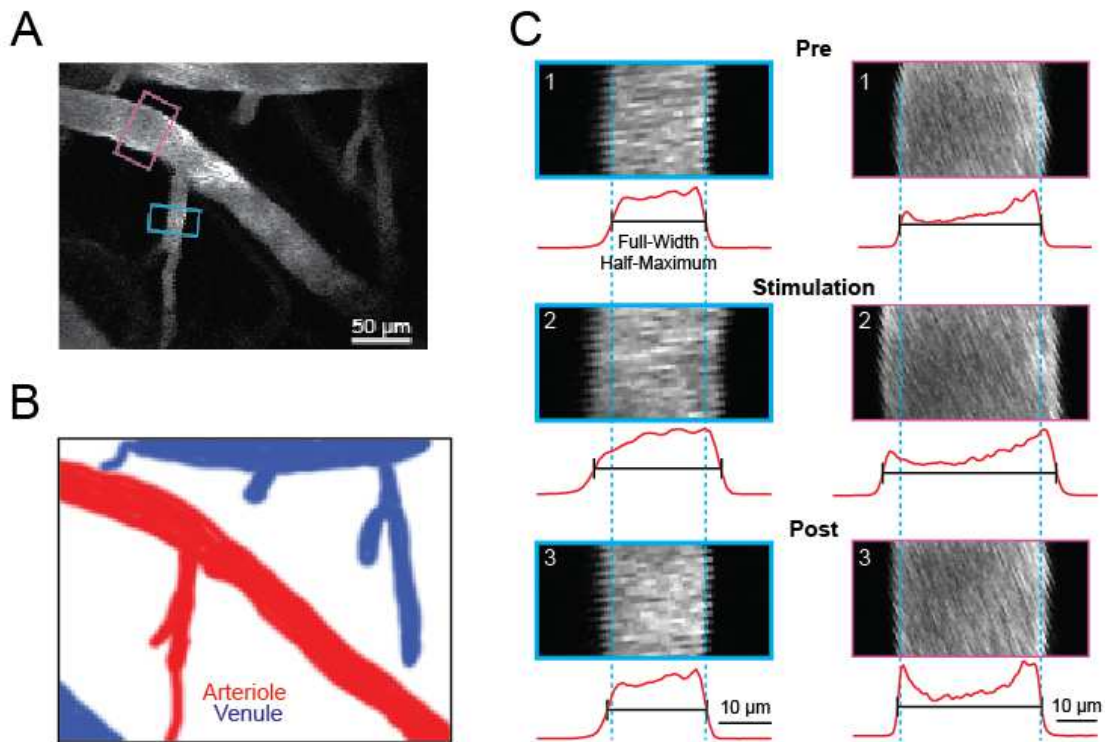 A
50 µm
B
Arteriole
Venule
C
Pre
1
1
Full-Width
Half-Maximum
Stimulation
2
2
Post
3
3
10 µm
10 µm